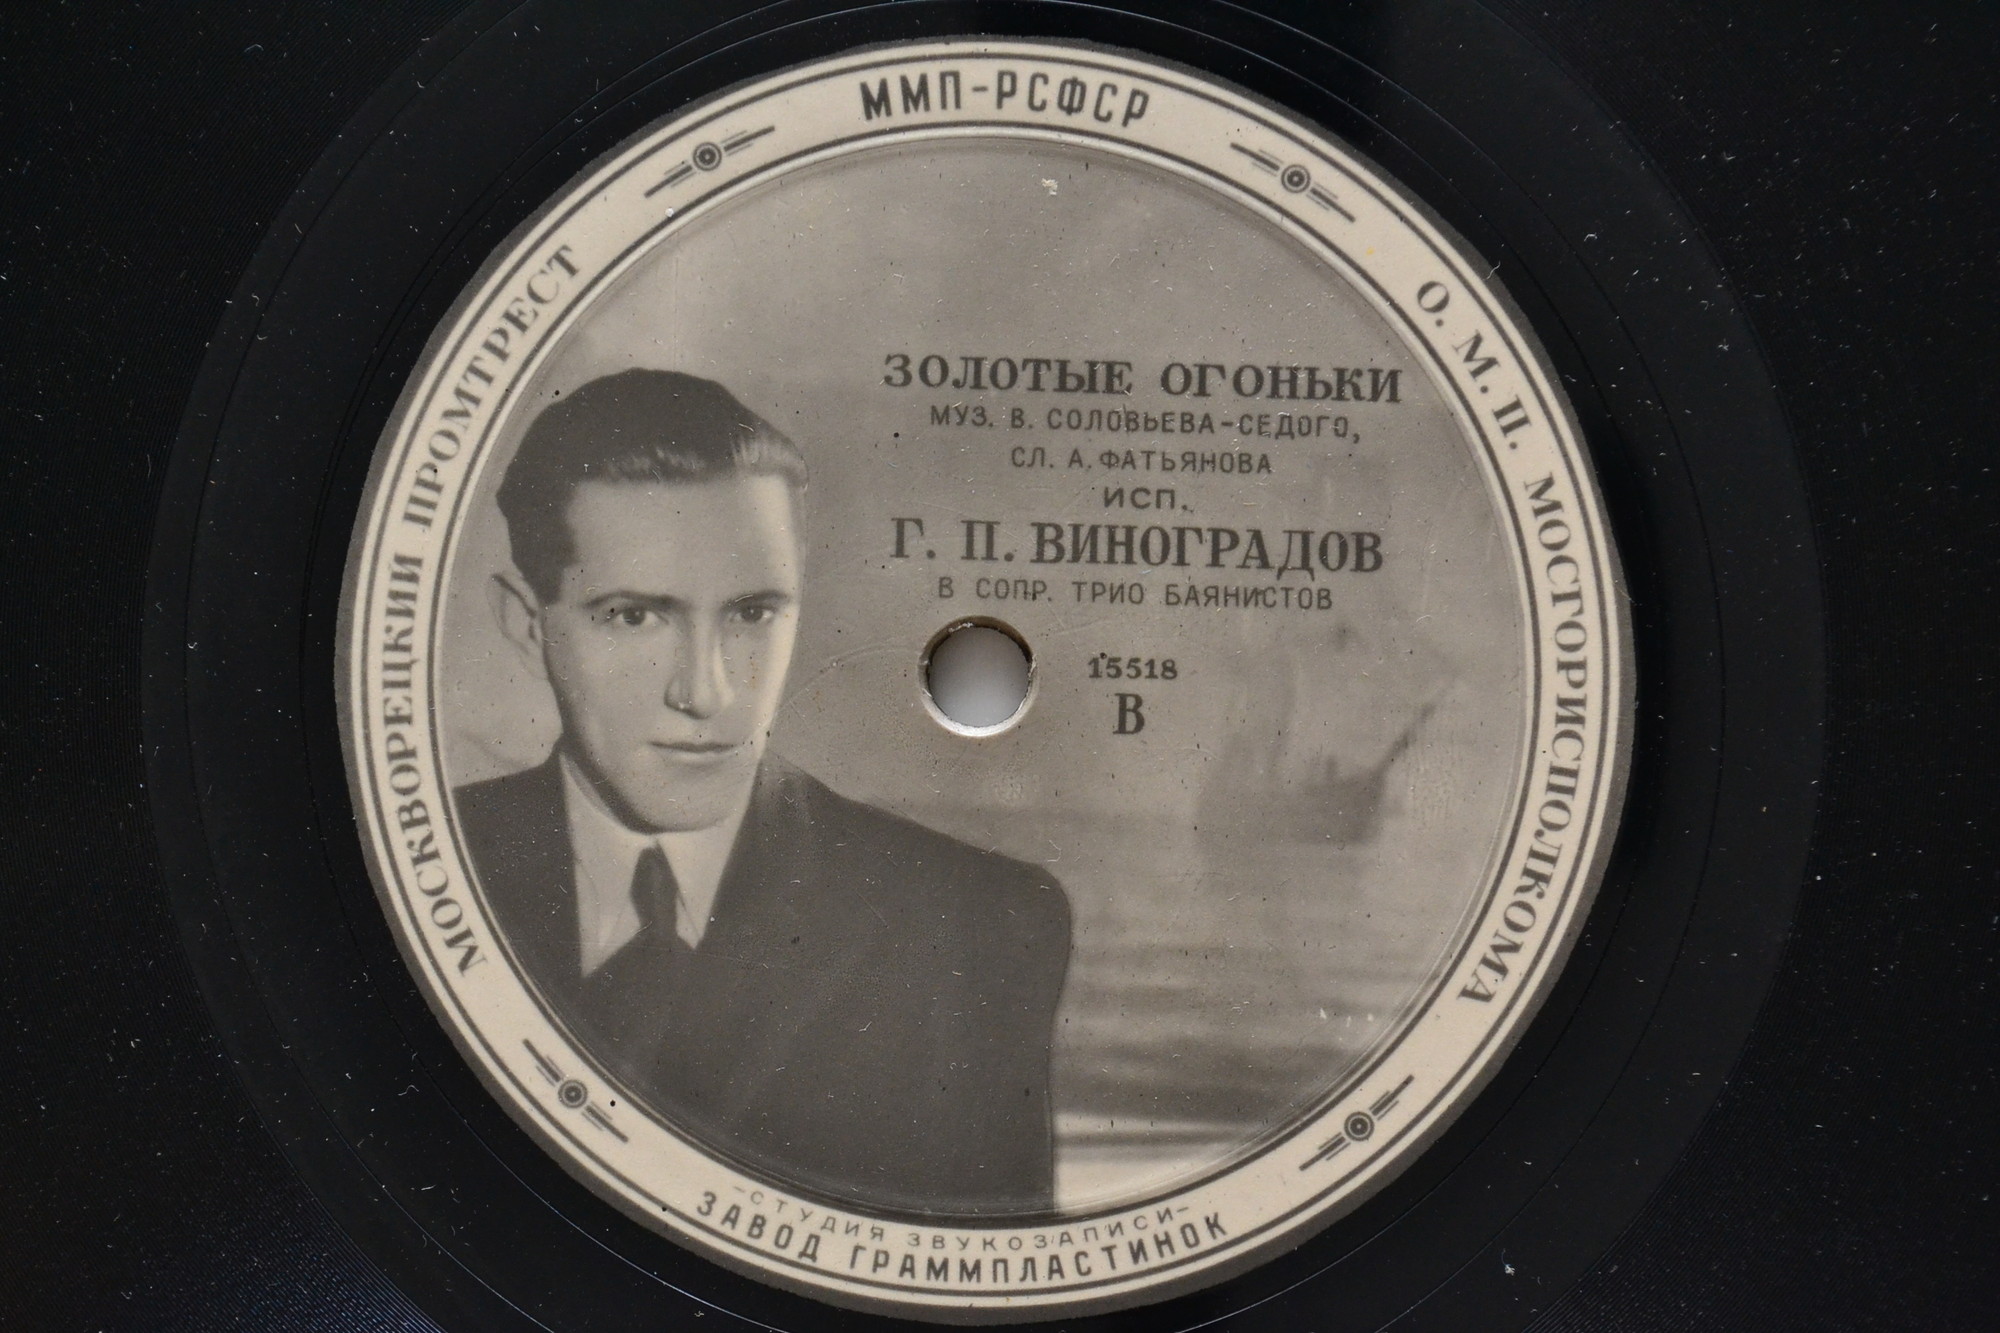 ММП-РСФСР
МОСКВОРЕЦКИЙ ПРОМТРЕСТ
О. М. П. МОСГОРИСПОЛКОМА
ЗОЛОТЫЕ ОГОНЬКИ
МУЗ. В. СОЛОВЬЕВА-СЕДОГО,
СЛ. А. ФАТЬЯНОВА
ИСП.
Г. П. ВИНОГРАДОВ
В СОПР. ТРИО БАЯНИСТОВ
15518
В
-СТУДИЯ ЗВУКОЗАПИСИ-
ЗАВОД ГРАММПЛАСТИНОК